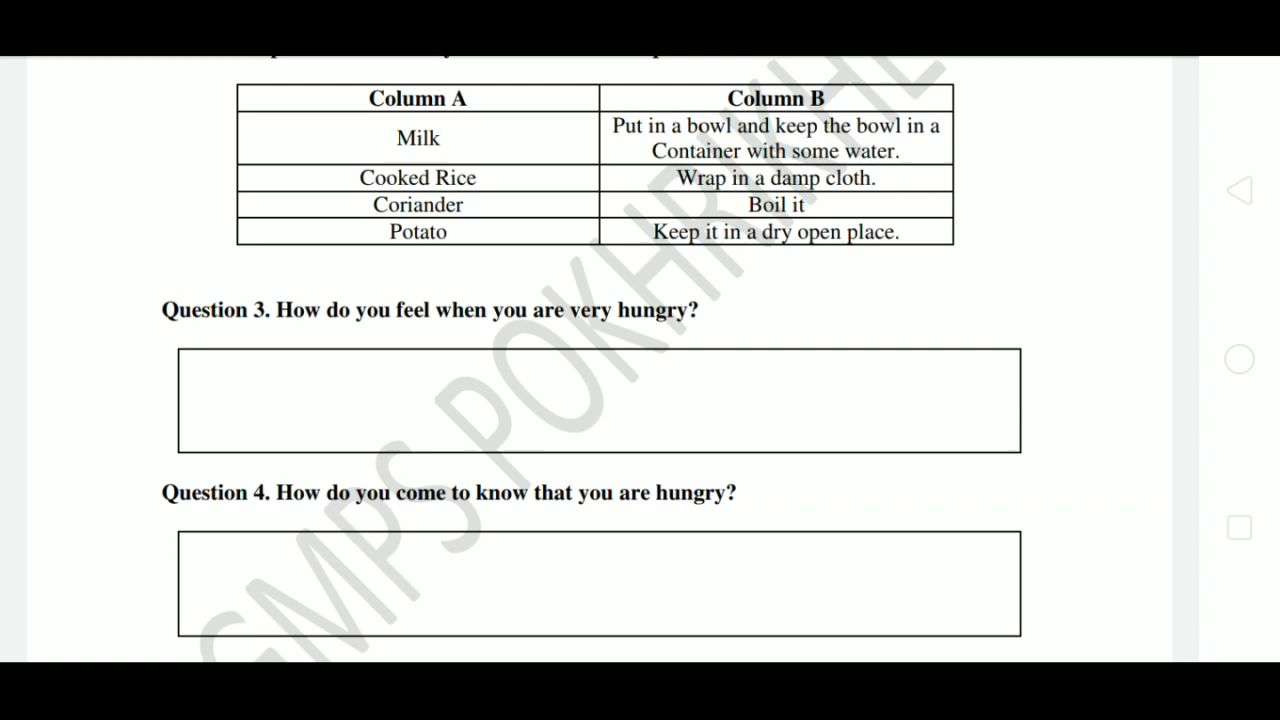 Column A Column B
Milk Put in a bowl and keep the bowl in a
Container with some water.
Cooked Rice Wrap in a damp cloth.
Coriander Boil it
Potato Keep it in a dry open place.
Question 3. How do you feel when you are very hungry?
Question 4. How do you come to know that you are hungry?
GMPS POKHRIKHE